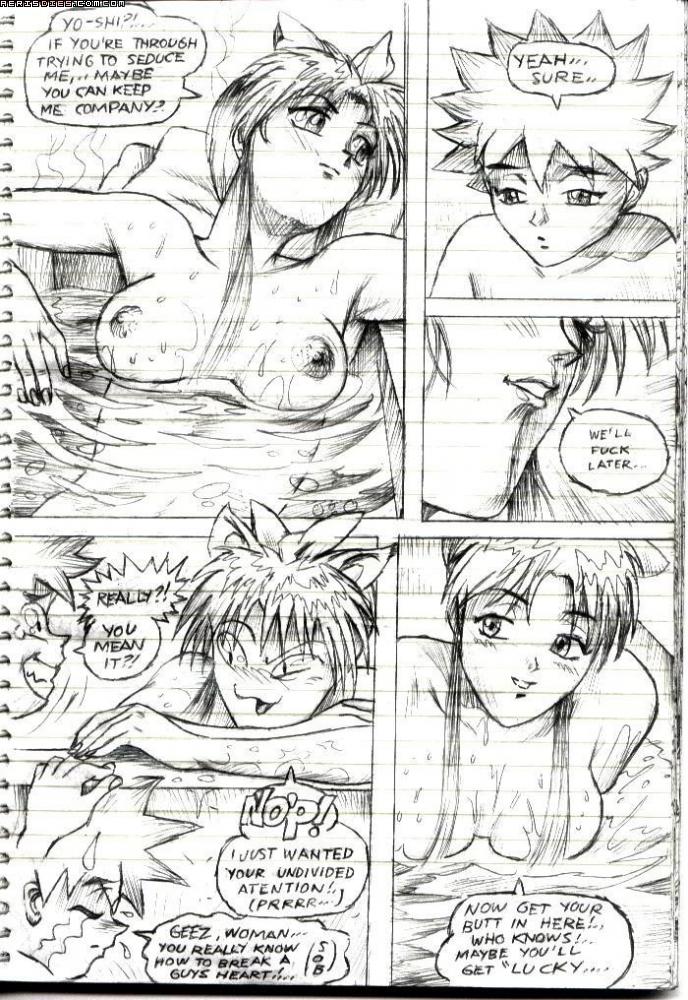 AERISDIES.COM.COM
YO-SHI?!...
IF YOU'RE THROUGH
TRYING TO SEDUCE
ME,.. MAYBE
YOU CAN KEEP
ME COMPANY?
YEAH...
SURE..
WE'LL
FUCK
LATER...
REALLY?!
YOU
MEAN
IT?!
NOP!
I JUST WANTED
YOUR UNDIVIDED
ATENTION!..
(PRRRR...)
GEEZ, WOMAN...
YOU REALLY KNOW
HOW TO BREAK A
GUYS HEART!...
(SOB)
NOW GET YOUR
BUTT IN HERE!..
WHO KNOWS!..
MAYBE YOU'LL
GET "LUCKY....